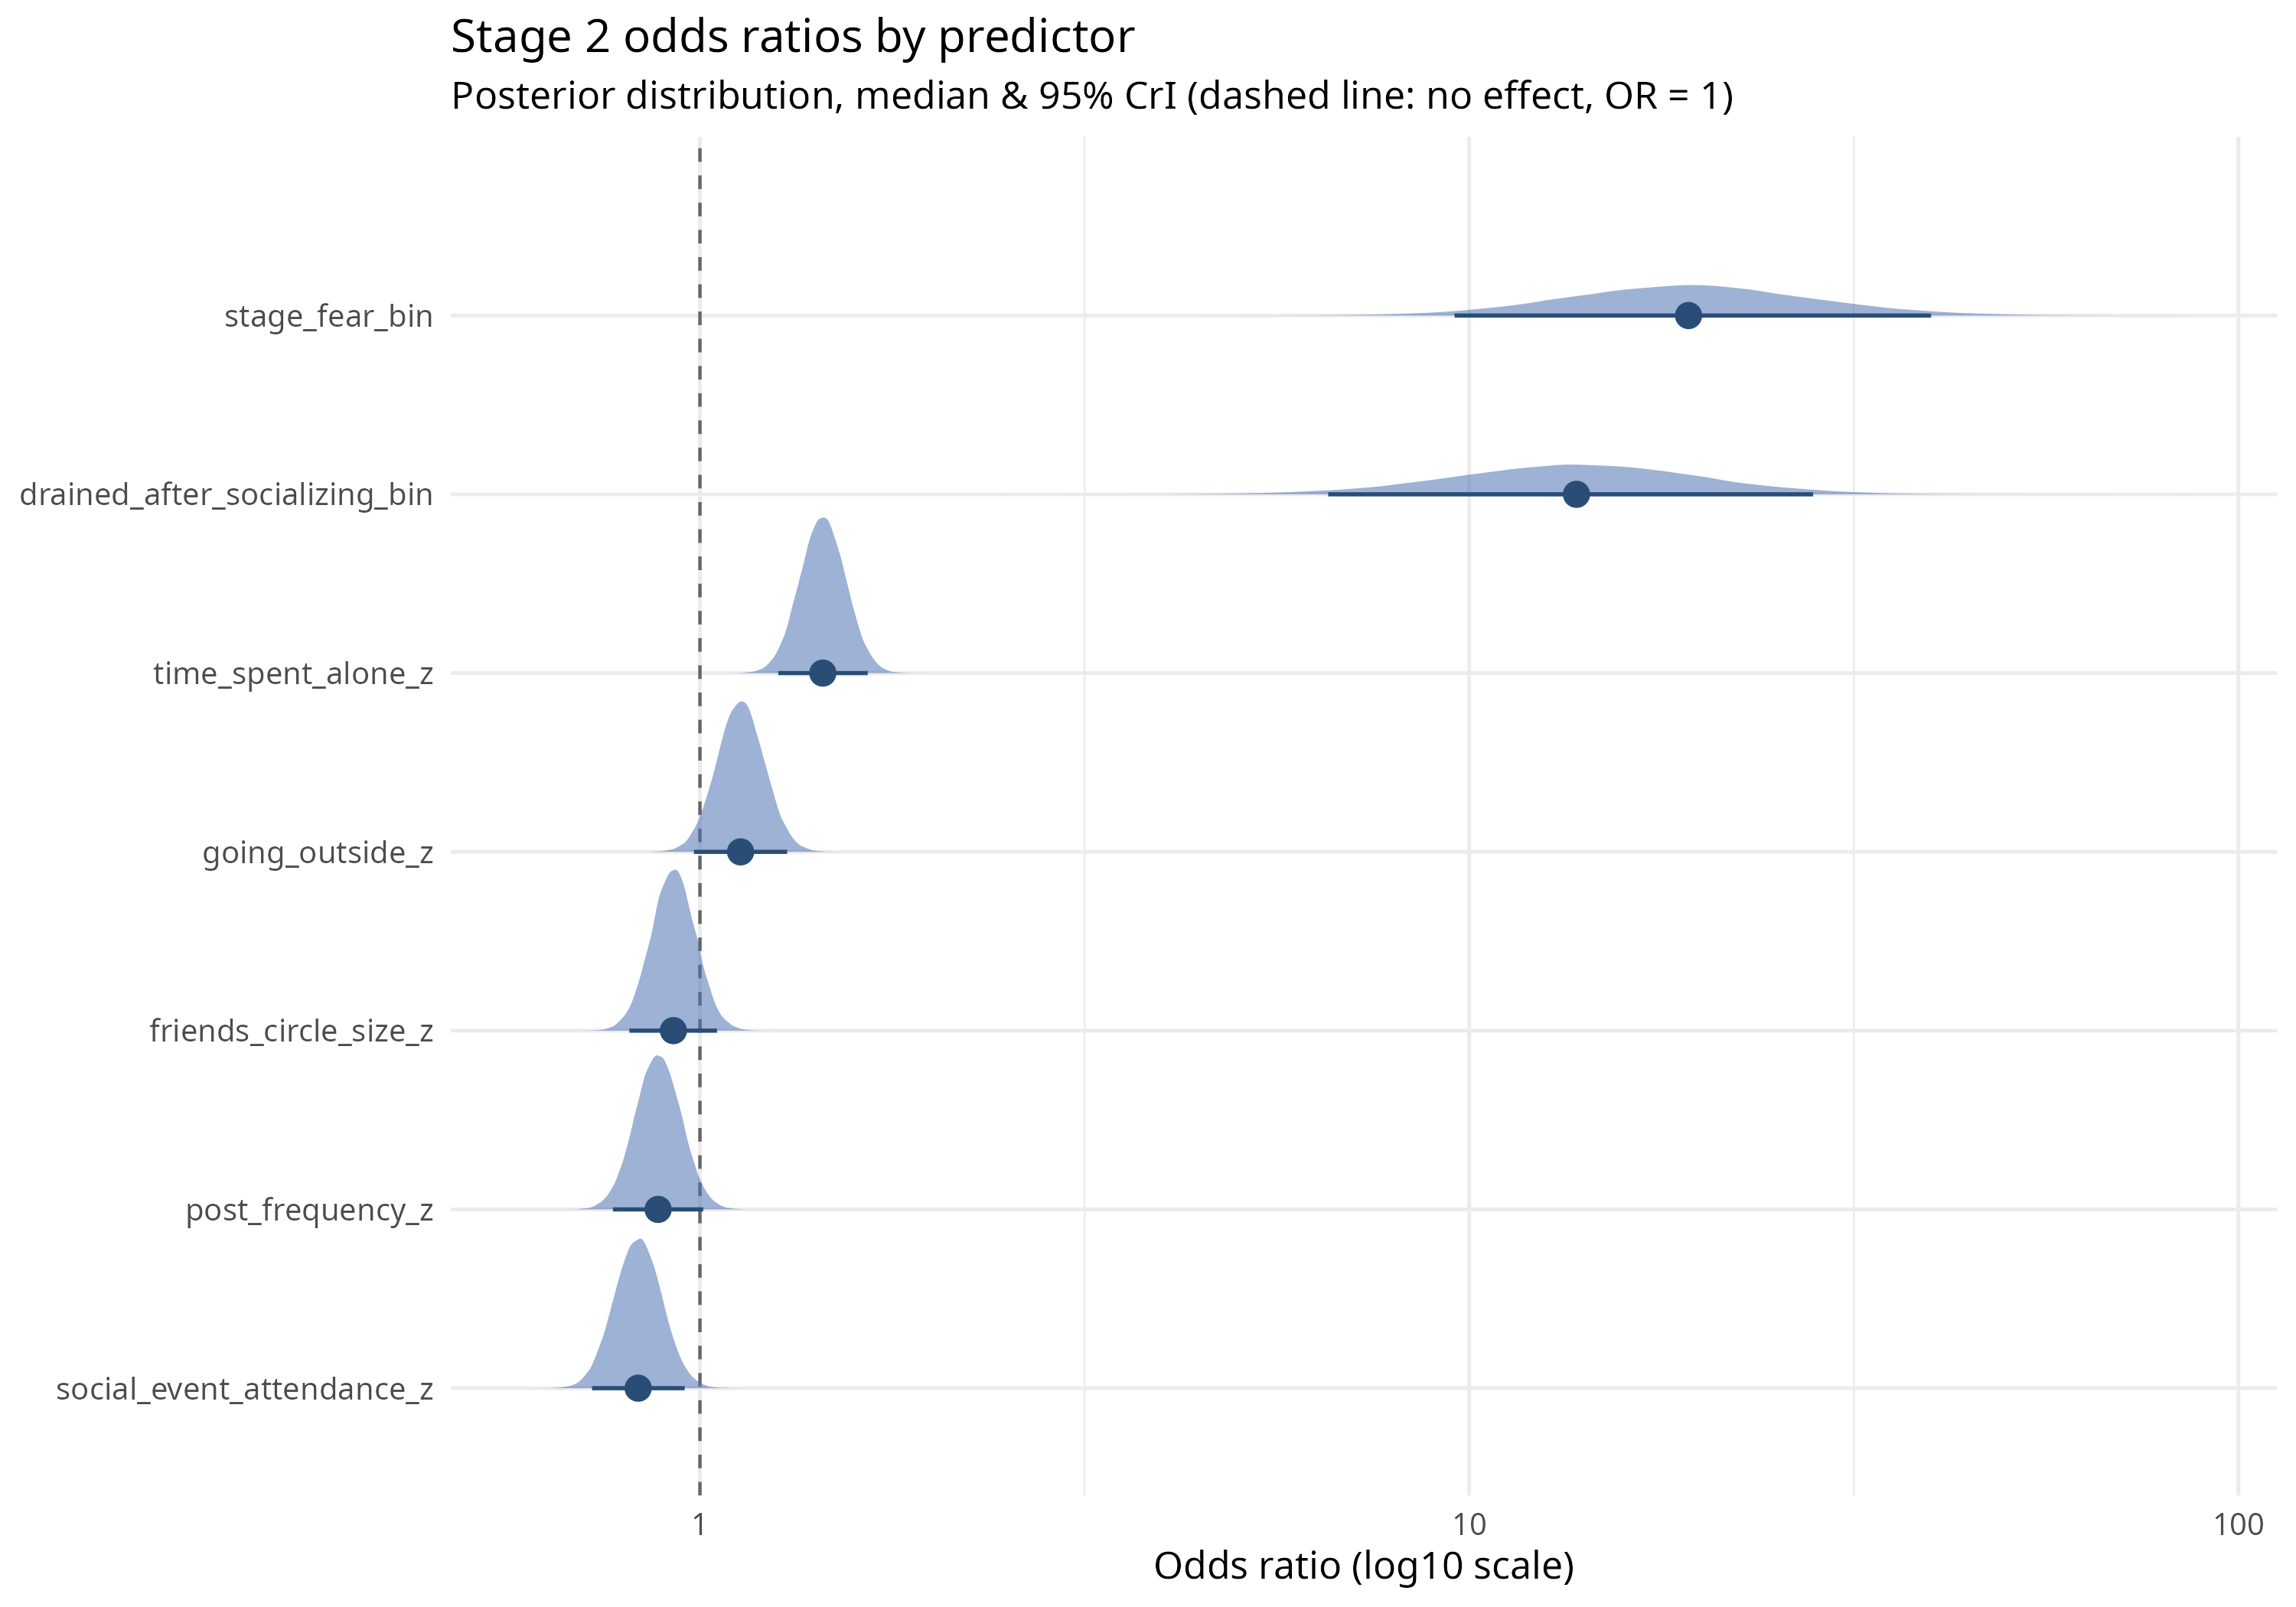 Stage 2 odds ratios by predictor
Posterior distribution, median & 95% CrI (dashed line: no effect, OR = 1)
stage_fear_bin
drained_after_socializing_bin
time_spent_alone_z
going_outside_z
friends_circle_size_z
post_frequency_z
social_event_attendance_z
1 10 100
Odds ratio (log10 scale)